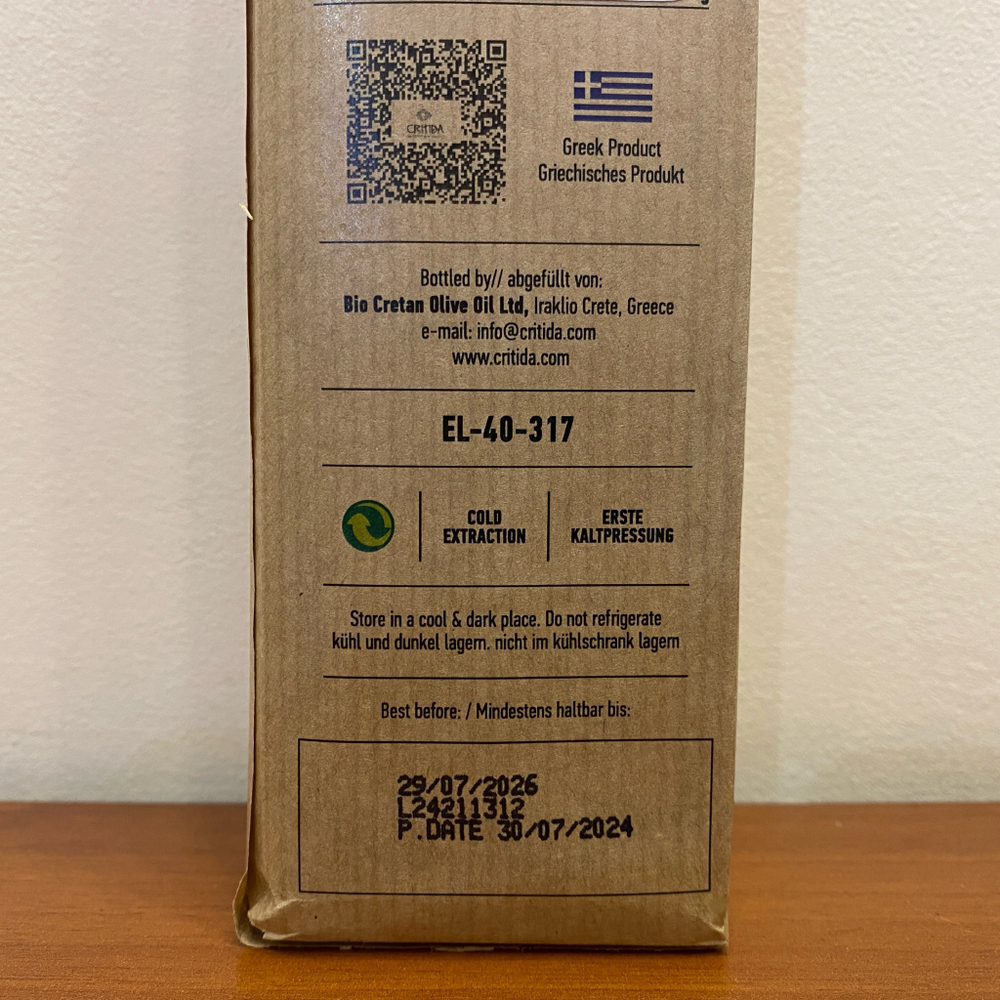 CRITIDA
Greek Product
Griechisches Produkt
Bottled by// abgefüllt von:
Bio Cretan Olive Oil Ltd, Iraklio Crete, Greece
e-mail: info@critida.com
www.critida.com
EL-40-317
COLD
EXTRACTION
ERSTE
KALTPRESSUNG
Store in a cool & dark place. Do not refrigerate
kühl und dunkel lagern. nicht im kühlschrank lagern
Best before: / Mindestens haltbar bis:
29/07/2026
L24211312
P.DATE 30/07/2024